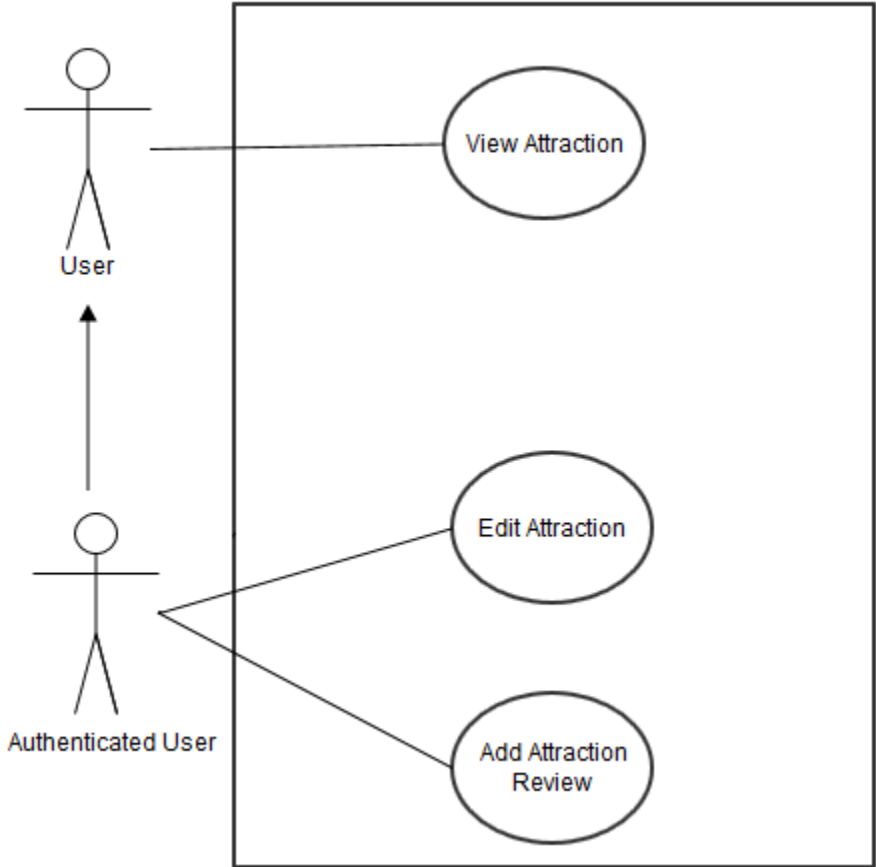 View Attraction
User
Edit Attraction
Authenticated User
Add Attraction
Review